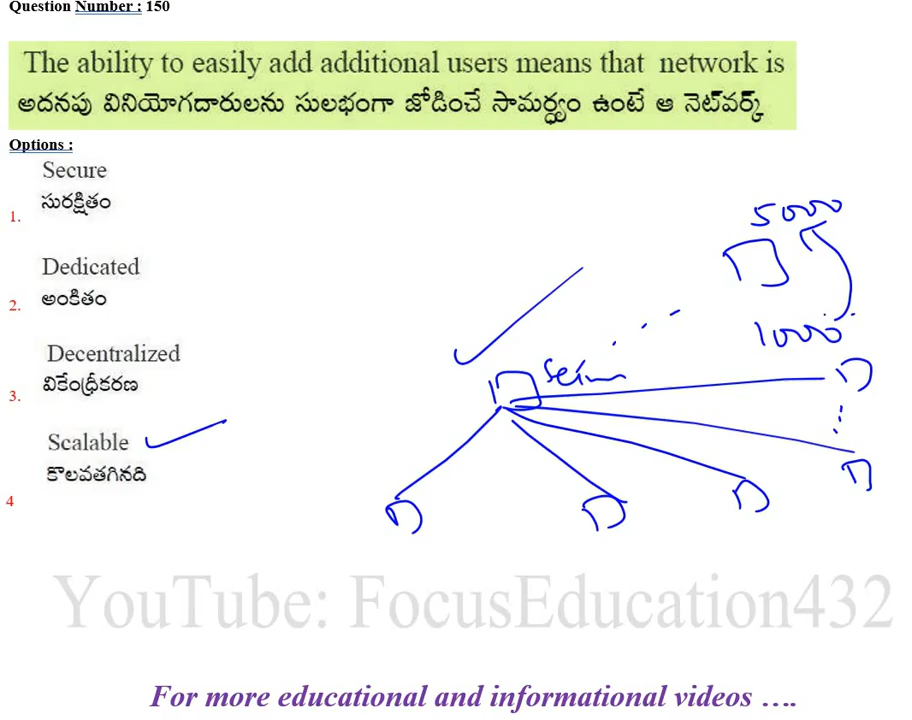 Question Number : 150
The ability to easily add additional users means that network is
అదనపు వినియోగదారులను సులభంగా జోడించే సామర్థ్యం ఉంటే ఆ నెట్‌వర్క్
Options :
Secure
1. సురక్షితం
Dedicated
2. అంకితం
Decentralized
3. వికేంద్రీకరణ
Scalable
4 కొలవతగినది
5000
1000
YouTube: FocusEducation432
For more educational and informational videos ….